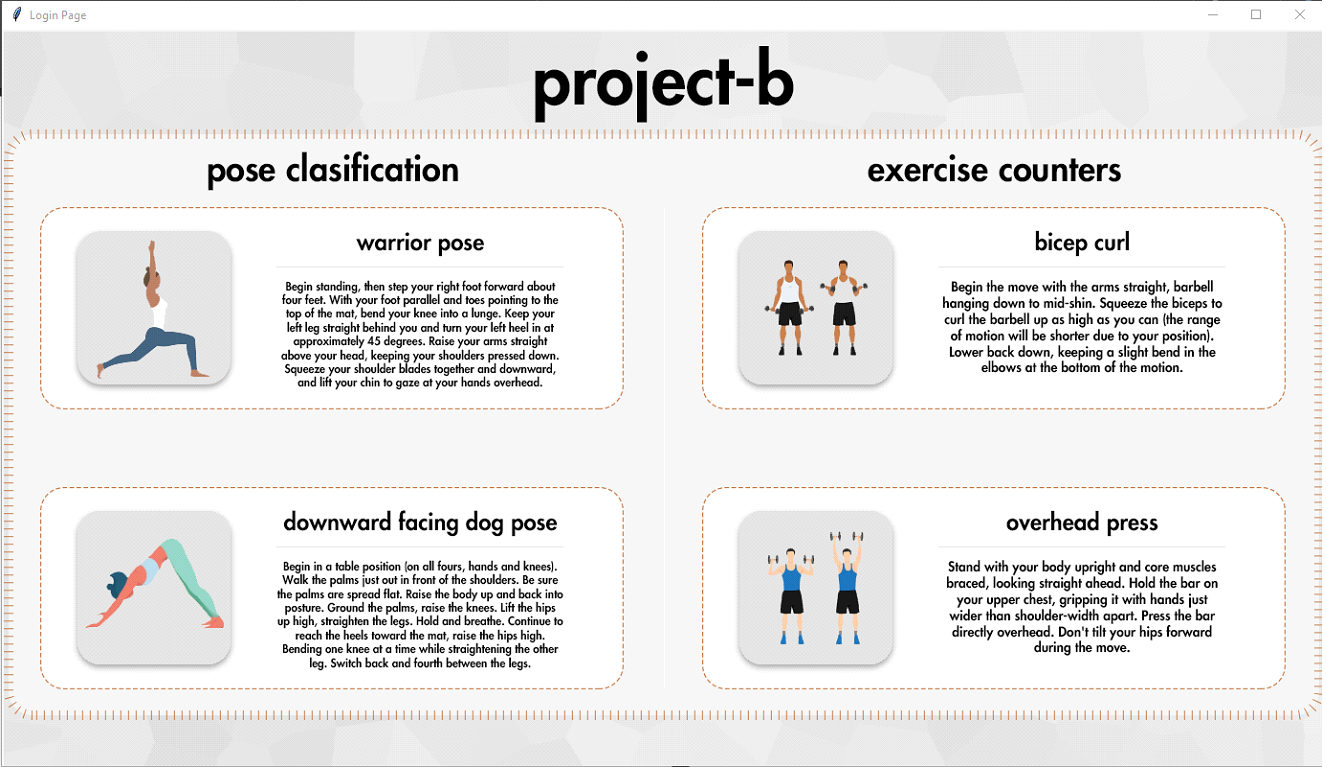 Login Page
project-b
pose clasification
warrior pose
Begin standing, then step your right foot forward about
four feet. With your foot parallel and toes pointing to the
top of the mat, bend your knee into a lunge. Keep your
left leg straight behind you and turn your left heel in at
approximately 45 degrees. Raise your arms straight
above your head, keeping your shoulders pressed down.
Squeeze your shoulder blades together and downward,
and lift your chin to gaze at your hands overhead.
downward facing dog pose
Begin in a table position (on all fours, hands and knees).
Walk the palms just out in front of the shoulders. Be sure
the palms are spread flat. Raise the body up and back into
posture. Ground the palms, raise the knees. Lift the hips
up high, straighten the legs. Hold and breathe. Continue to
reach the heels toward the mat, raise the hips high.
Bending one knee at a time while straightening the other
leg. Switch back and fourth between the legs.
exercise counters
bicep curl
Begin the move with the arms straight, barbell
hanging down to mid-shin. Squeeze the biceps to
curl the barbell up as high as you can (the range
of motion will be shorter due to your position).
Lower back down, keeping a slight bend in the
elbows at the bottom of the motion.
overhead press
Stand with your body upright and core muscles
braced, looking straight ahead. Hold the bar on
your upper chest, gripping it with hands just
wider than shoulder-width apart. Press the bar
directly overhead. Don't tilt your hips forward
during the move.